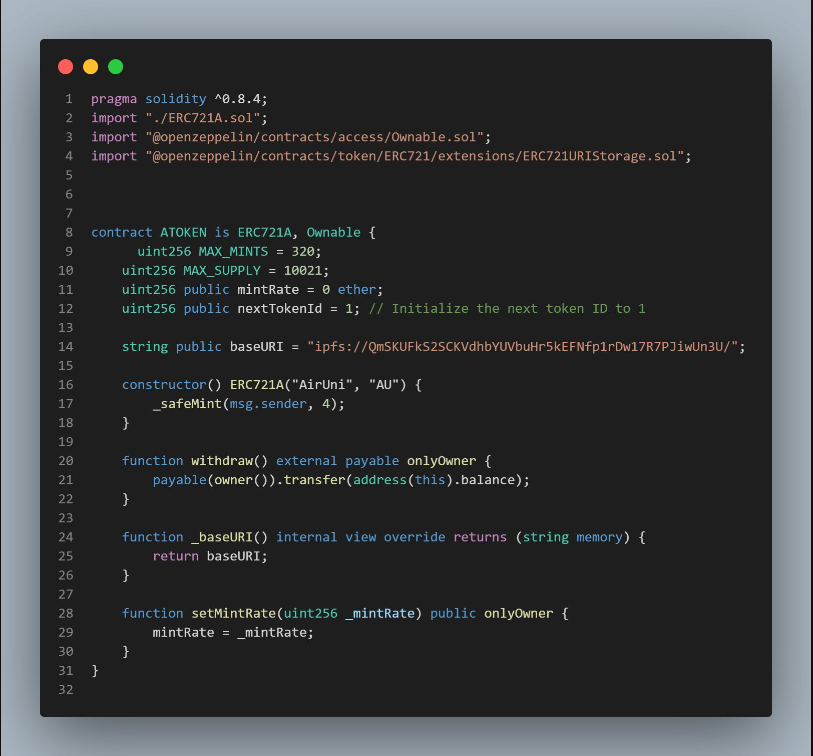 1 pragma solidity ^0.8.4;
2 import "./ERC721A.sol";
3 import "@openzeppelin/contracts/access/Ownable.sol";
4 import "@openzeppelin/contracts/token/ERC721/extensions/ERC721URIStorage.sol";
5
6
7
8 contract ATOKEN is ERC721A, Ownable {
9       uint256 MAX_MINTS = 320;
10     uint256 MAX_SUPPLY = 10021;
11     uint256 public mintRate = 0 ether;
12     uint256 public nextTokenId = 1; // Initialize the next token ID to 1
13
14     string public baseURI = "ipfs://QmSKUFkS2SCKVdhbYUVbuHr5kEFNfp1rDw17R7PJiwUn3U/";
15
16     constructor() ERC721A("AirUni", "AU") {
17         _safeMint(msg.sender, 4);
18     }
19
20     function withdraw() external payable onlyOwner {
21         payable(owner()).transfer(address(this).balance);
22     }
23
24     function _baseURI() internal view override returns (string memory) {
25         return baseURI;
26     }
27
28     function setMintRate(uint256 _mintRate) public onlyOwner {
29         mintRate = _mintRate;
30     }
31 }
32